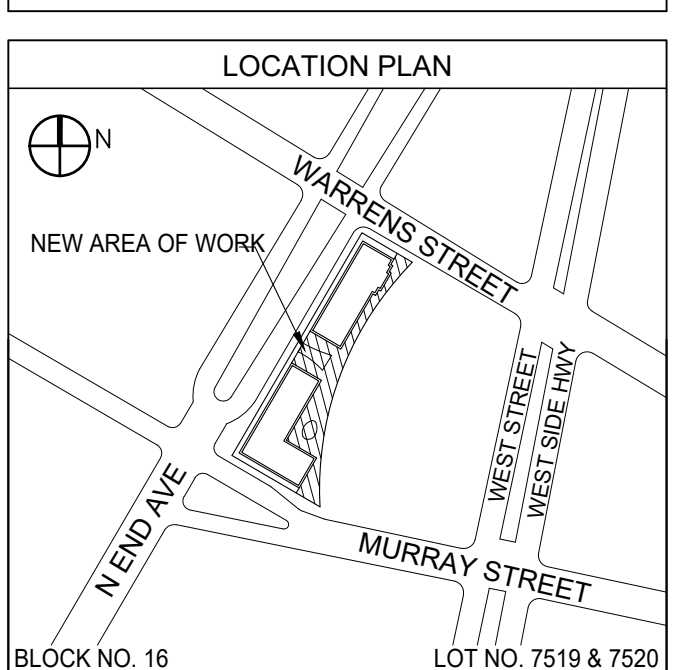 LOCATION PLAN
N
WARRENS STREET
NEW AREA OF WORK
WEST STREET
WEST SIDE HWY
N END AVE
MURRAY STREET
BLOCK NO. 16
LOT NO. 7519 & 7520